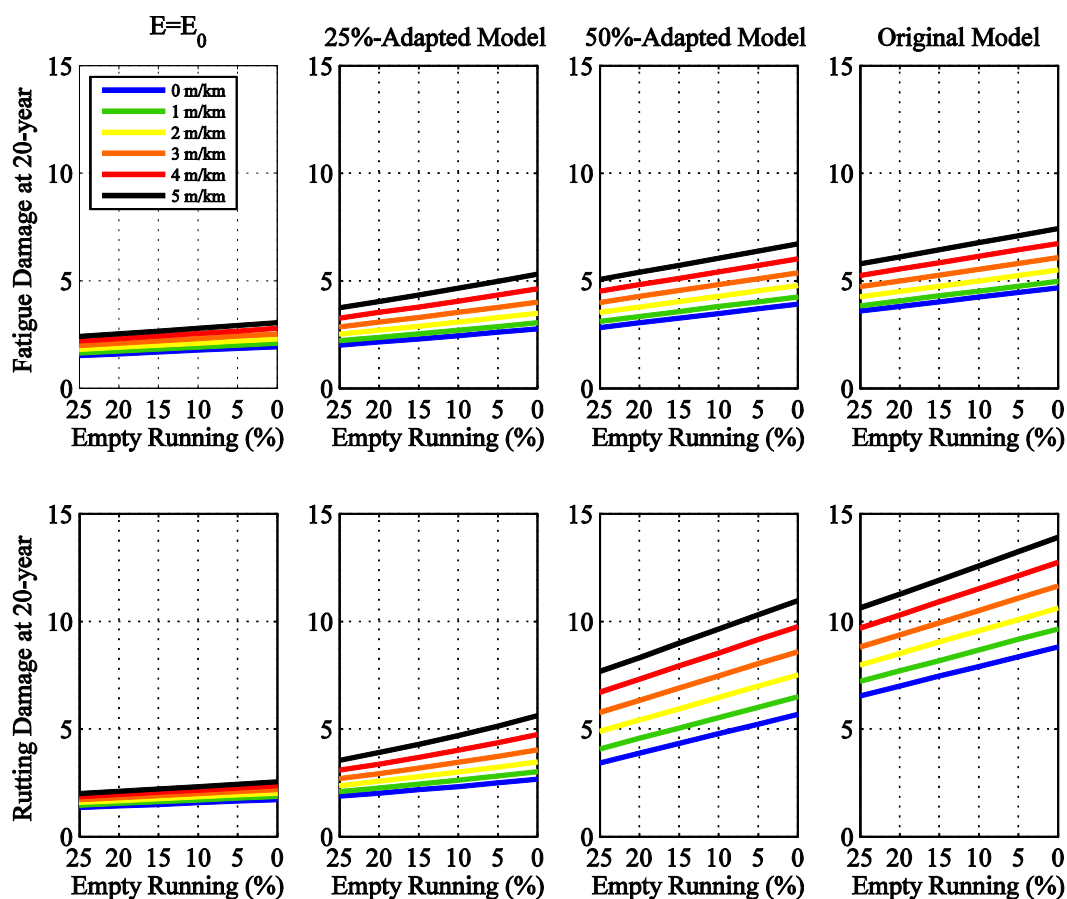 E=E₀
25%-Adapted Model
50%-Adapted Model
Original Model
Fatigue Damage at 20-year
15
10
5
0
0 m/km
1 m/km
2 m/km
3 m/km
4 m/km
5 m/km
25 20 15 10 5 0
Empty Running (%)
15
10
5
0
25 20 15 10 5 0
Empty Running (%)
15
10
5
0
25 20 15 10 5 0
Empty Running (%)
15
10
5
0
25 20 15 10 5 0
Empty Running (%)
Rutting Damage at 20-year
15
10
5
0
25 20 15 10 5 0
Empty Running (%)
15
10
5
0
25 20 15 10 5 0
Empty Running (%)
15
10
5
0
25 20 15 10 5 0
Empty Running (%)
15
10
5
0
25 20 15 10 5 0
Empty Running (%)